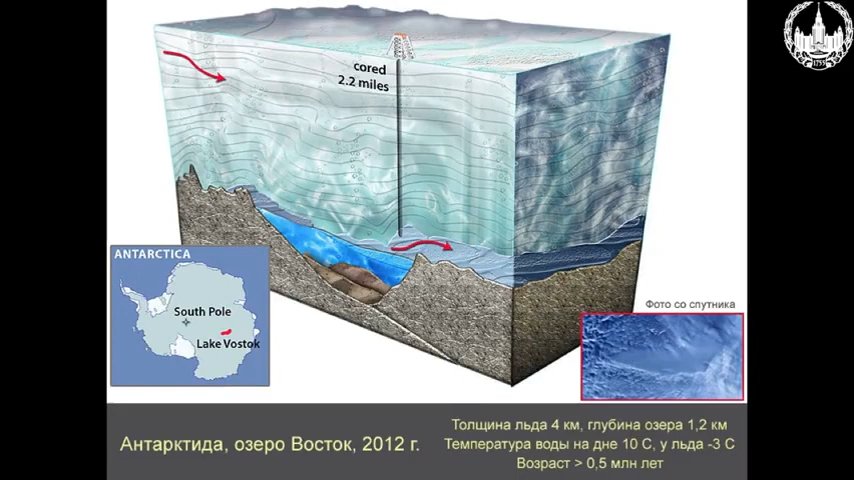 1755
cored
2.2 miles
ANTARCTICA
South Pole
Lake Vostok
Фото со спутника
Антарктида, озеро Восток, 2012 г.
Толщина льда 4 км, глубина озера 1,2 км
Температура воды на дне 10 С, у льда -3 С
Возраст > 0,5 млн лет